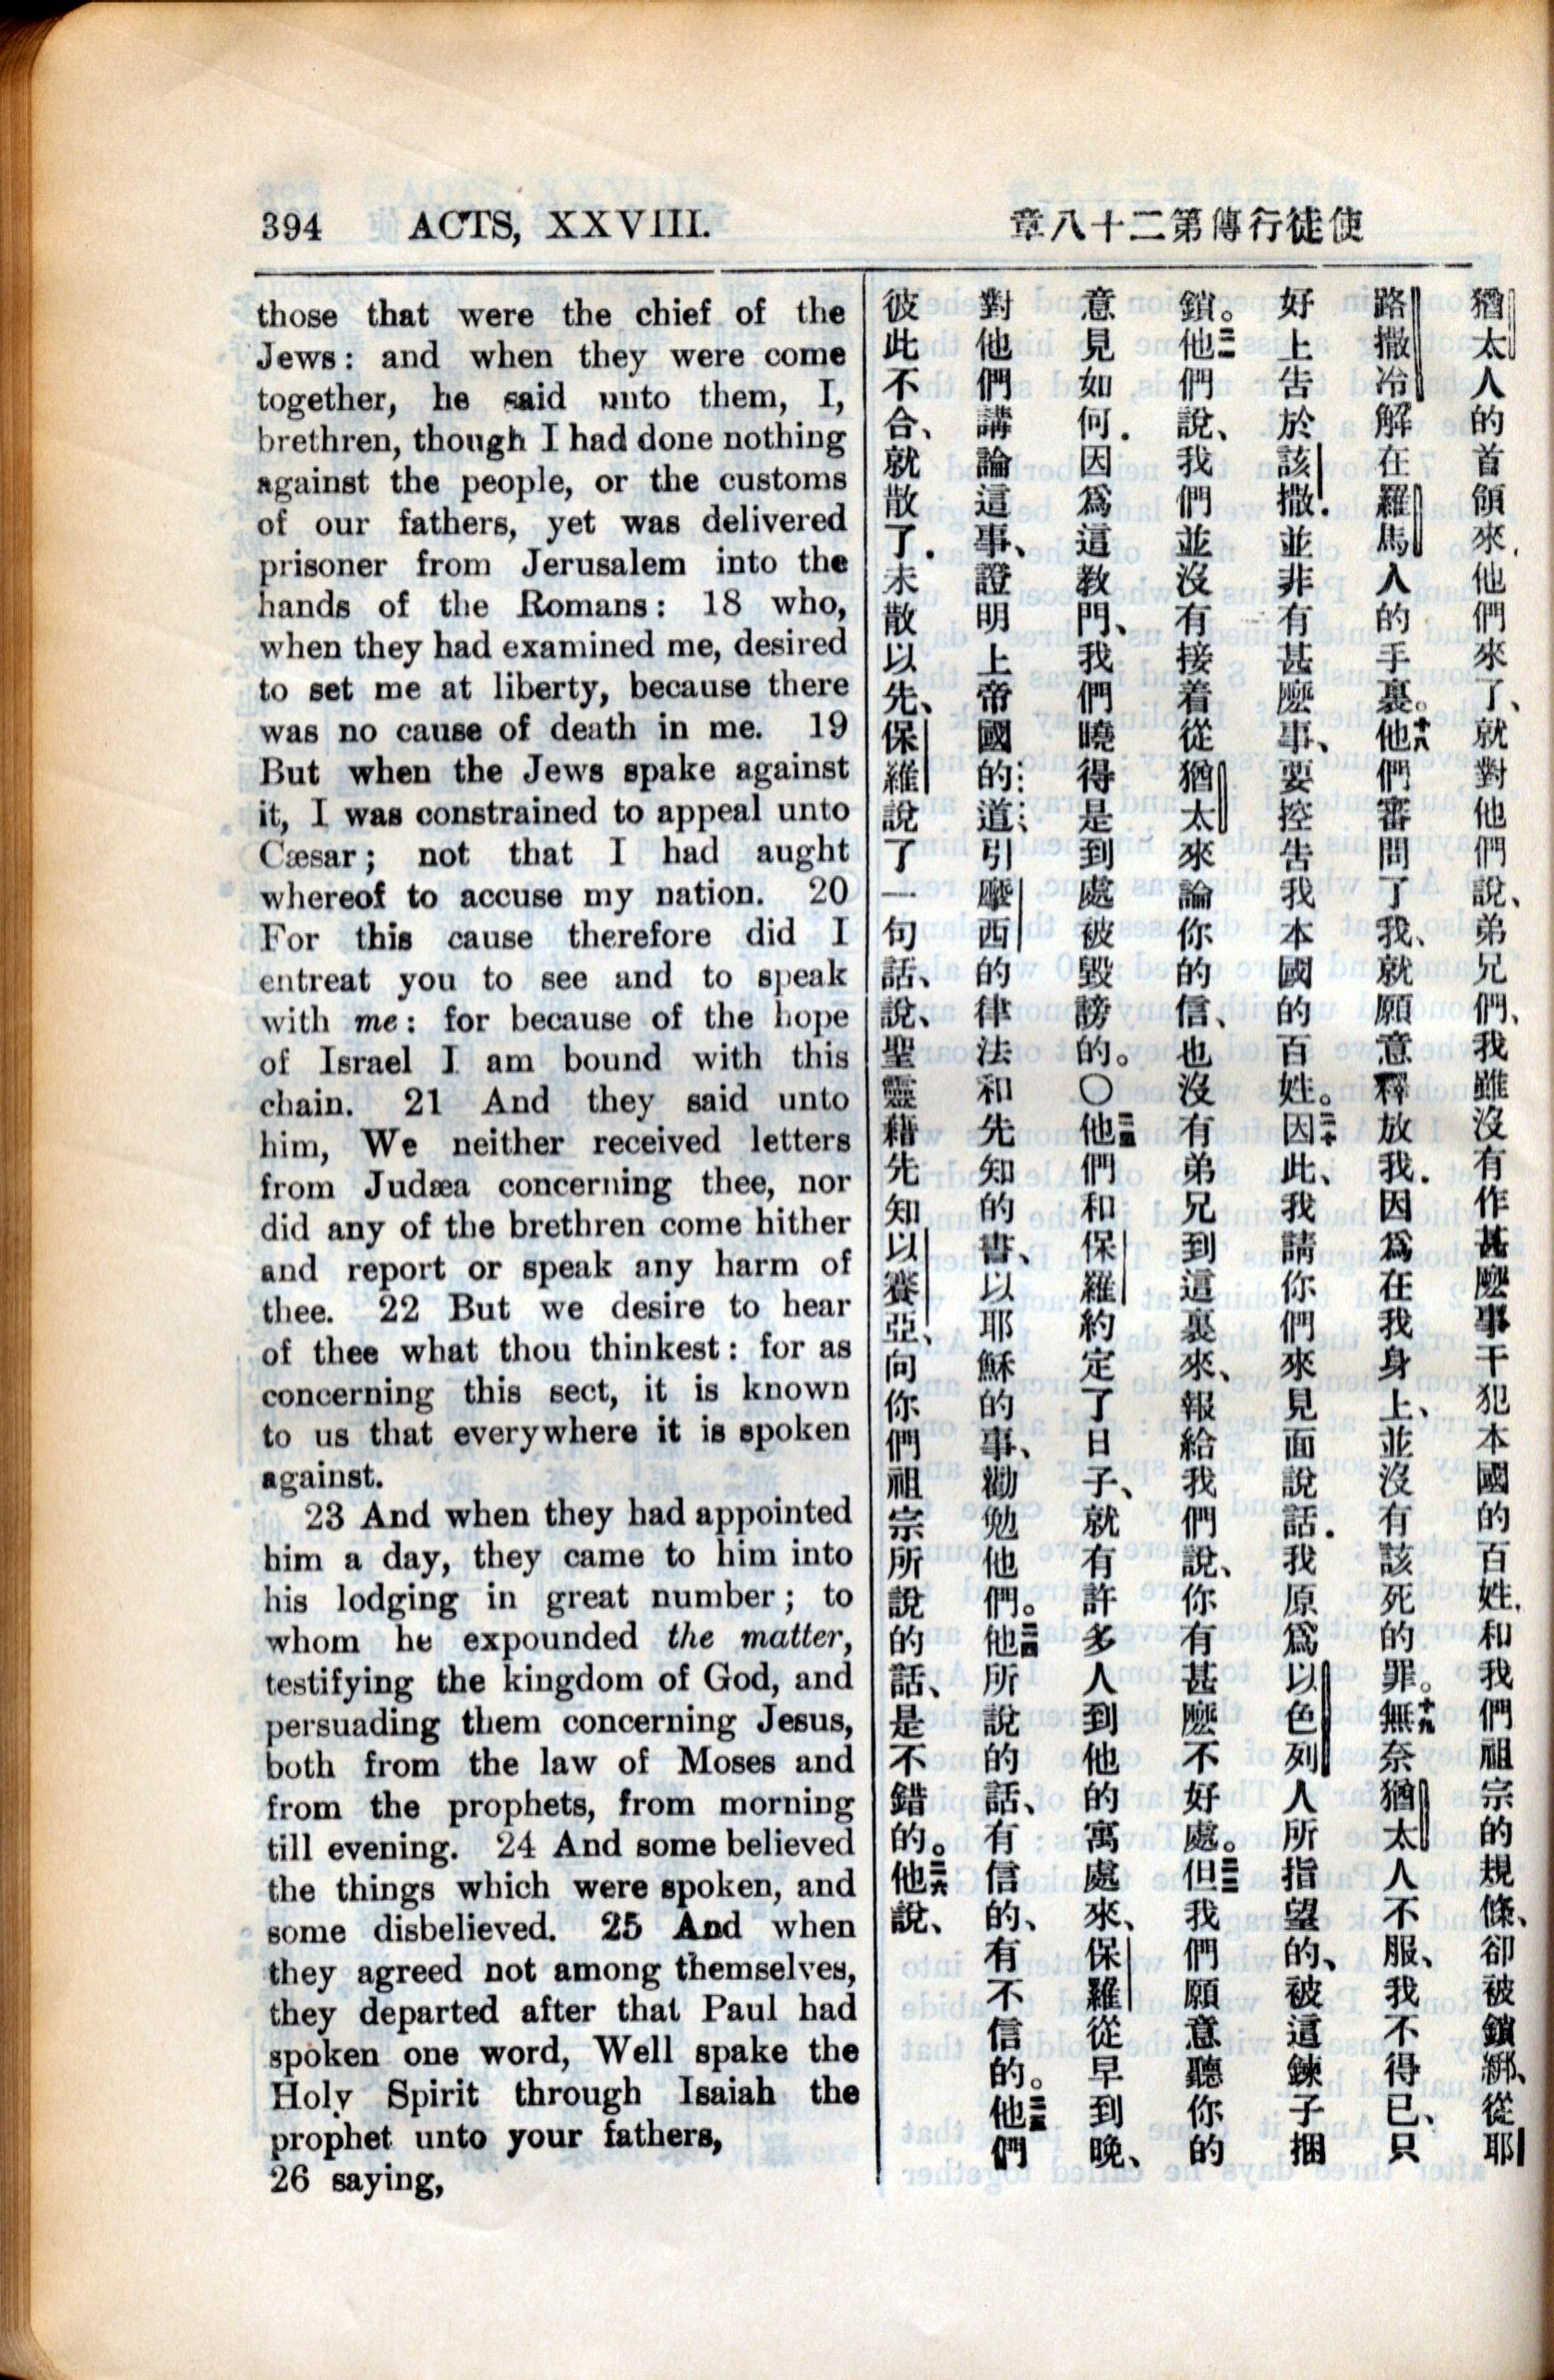 394 ACTS, XXVIII.
使徒行傳第二十八章
those that were the chief of the
Jews: and when they were come
together, he said unto them, I,
brethren, though I had done nothing
against the people, or the customs
of our fathers, yet was delivered
prisoner from Jerusalem into the
hands of the Romans: 18 who,
when they had examined me, desired
to set me at liberty, because there
was no cause of death in me. 19
But when the Jews spake against
it, I was constrained to appeal unto
Cæsar; not that I had aught
whereof to accuse my nation. 20
For this cause therefore did I
entreat you to see and to speak
with me: for because of the hope
of Israel I am bound with this
chain. 21 And they said unto
him, We neither received letters
from Judæa concerning thee, nor
did any of the brethren come hither
and report or speak any harm of
thee. 22 But we desire to hear
of thee what thou thinkest: for as
concerning this sect, it is known
to us that everywhere it is spoken
against.
23 And when they had appointed
him a day, they came to him into
his lodging in great number; to
whom he expounded the matter,
testifying the kingdom of God, and
persuading them concerning Jesus,
both from the law of Moses and
from the prophets, from morning
till evening. 24 And some believed
the things which were spoken, and
some disbelieved. 25 And when
they agreed not among themselves,
they departed after that Paul had
spoken one word, Well spake the
Holy Spirit through Isaiah the
prophet unto your fathers,
26 saying,
猶太人的首領來.他們來了、就對他們說、弟兄們、我雖沒有作甚麼事干犯本國的百姓.和我們祖宗的規條、卻被鎖綁、從耶
路撒冷解在羅馬人的手裏。十八他們審問了我、就願意釋放我.因爲在我身上、並沒有該死的罪。十九無奈猶太人不服、我不得已、只
好上告於該撒.並非有甚麼事、要控告我本國的百姓。二十因此、我請你們來見面說話.我原爲以色列人所指望的、被這鍊子捆
鎖。二一他們說、我們並沒有接着從猶太來論你的信、也沒有弟兄到這裏來、報給我們說、你有甚麼不好處。二二但我們願意聽你的
意見如何.因爲這教門、我們曉得是到處被毀謗的。○二三他們和保羅約定了日子、就有許多人到他的寓處來、保羅從早到晚、
對他們講論這事、證明上帝國的道、引摩西的律法和先知的書、以耶穌的事、勸勉他們。二四他所說的話、有信的、有不信的。二五他們
彼此不合、就散了.未散以先、保羅說了一句話、說、聖靈藉先知以賽亞、向你們祖宗所說的話、是不錯的。二六他說、